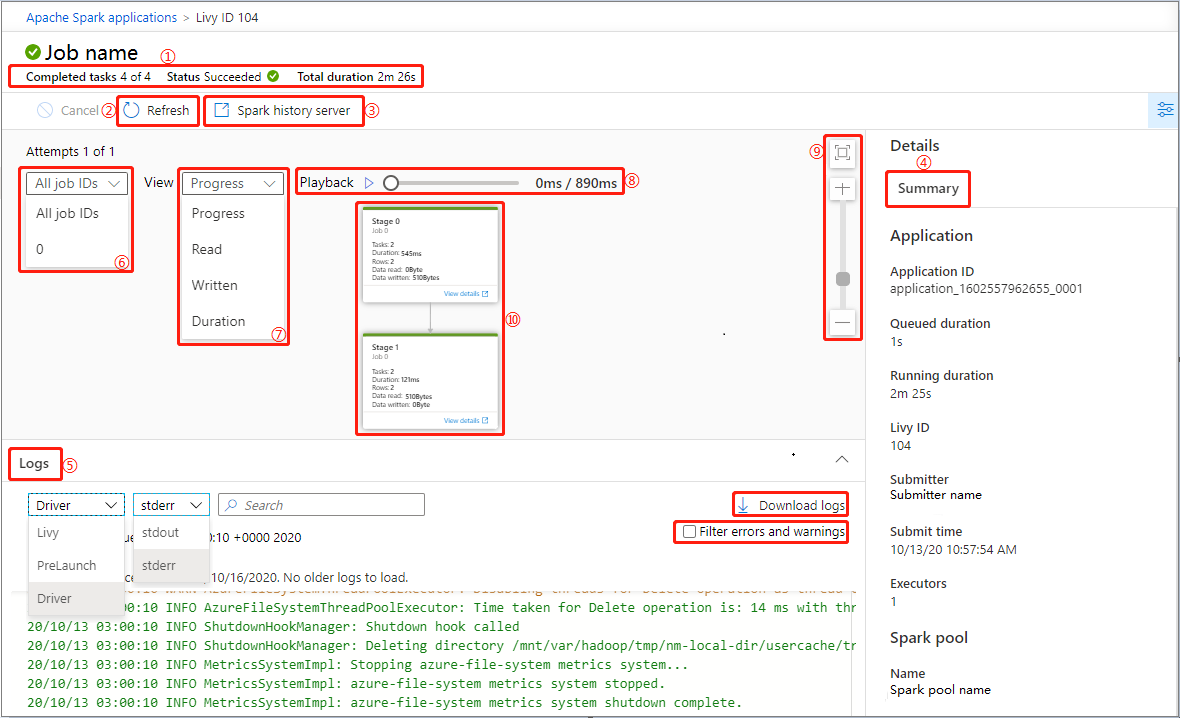 Apache Spark applications > Livy ID 104
Job name
①
Completed tasks 4 of 4 Status Succeeded Total duration 2m 26s
Cancel ② Refresh Spark history server ③
Attempts 1 of 1
All job IDs
All job IDs
0
⑥
View
Progress
Progress
Read
Written
Duration
⑦
Playback 0ms / 890ms ⑧
⑨
Stage 0
Job 0
Tasks: 2
Duration: 545ms
Rows: 2
Data read: 0Byte
Data written: 510Bytes
View details
⑩
Stage 1
Job 0
Tasks: 2
Duration: 121ms
Rows: 2
Data read: 510Bytes
Data written: 0Byte
View details
Details
④
Summary
Application
Application ID
application_1602557962655_0001
Queued duration
1s
Running duration
2m 25s
Livy ID
104
Submitter
Submitter name
Submit time
10/13/20 10:57:54 AM
Executors
1
Spark pool
Name
Spark pool name
Logs ⑤
Driver
Livy
PreLaunch
Driver
stderr
stdout
stderr
Search
Download logs
Filter errors and warnings
0:10 +0000 2020
10/16/2020. No older logs to load.
03:00:10 INFO AzureFileSystemThreadPoolExecutor: Time taken for Delete operation is: 14 ms with thr
20/10/13 03:00:10 INFO ShutdownHookManager: Shutdown hook called
20/10/13 03:00:10 INFO ShutdownHookManager: Deleting directory /mnt/var/hadoop/tmp/nm-local-dir/usercache/tr
20/10/13 03:00:10 INFO MetricsSystemImpl: Stopping azure-file-system metrics system...
20/10/13 03:00:10 INFO MetricsSystemImpl: azure-file-system metrics system stopped.
20/10/13 03:00:10 INFO MetricsSystemImpl: azure-file-system metrics system shutdown complete.